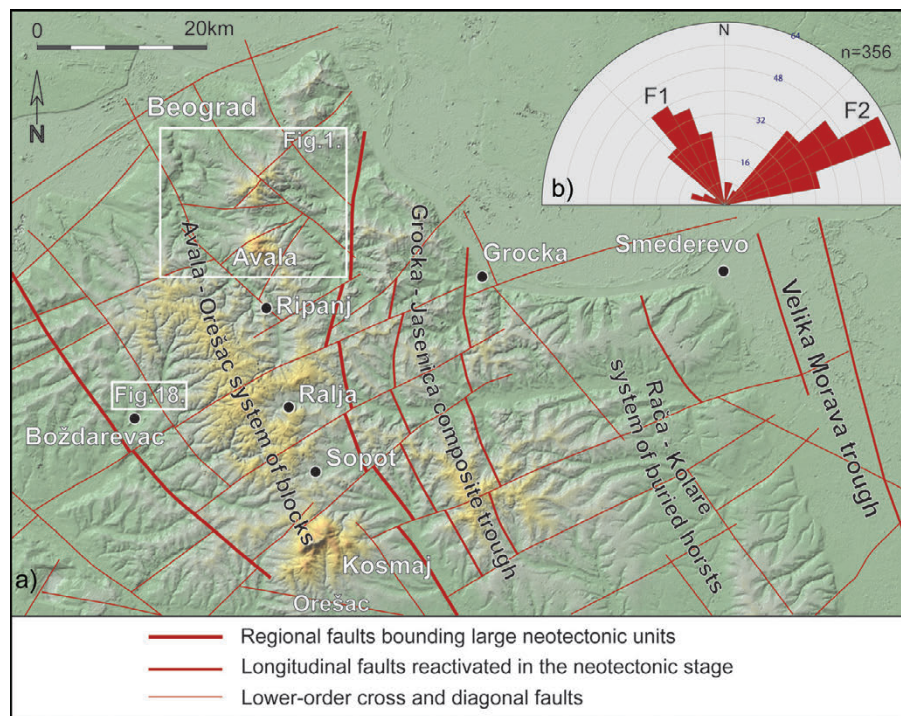 0 20km
N
Beograd
Fig.1.
Avala
Avala - Orešac system of blocks
Ripanj
Grocka - Jasenica composite trough
Grocka
Smederevo
Velika Morava trough
Rača - Kolare
system of buried horsts
Fig.18.
Boždarevac
Ralja
Sopot
Kosmaj
Orešac
a)
N
n=356
F1
F2
64
48
32
16
b)
Regional faults bounding large neotectonic units
Longitudinal faults reactivated in the neotectonic stage
Lower-order cross and diagonal faults